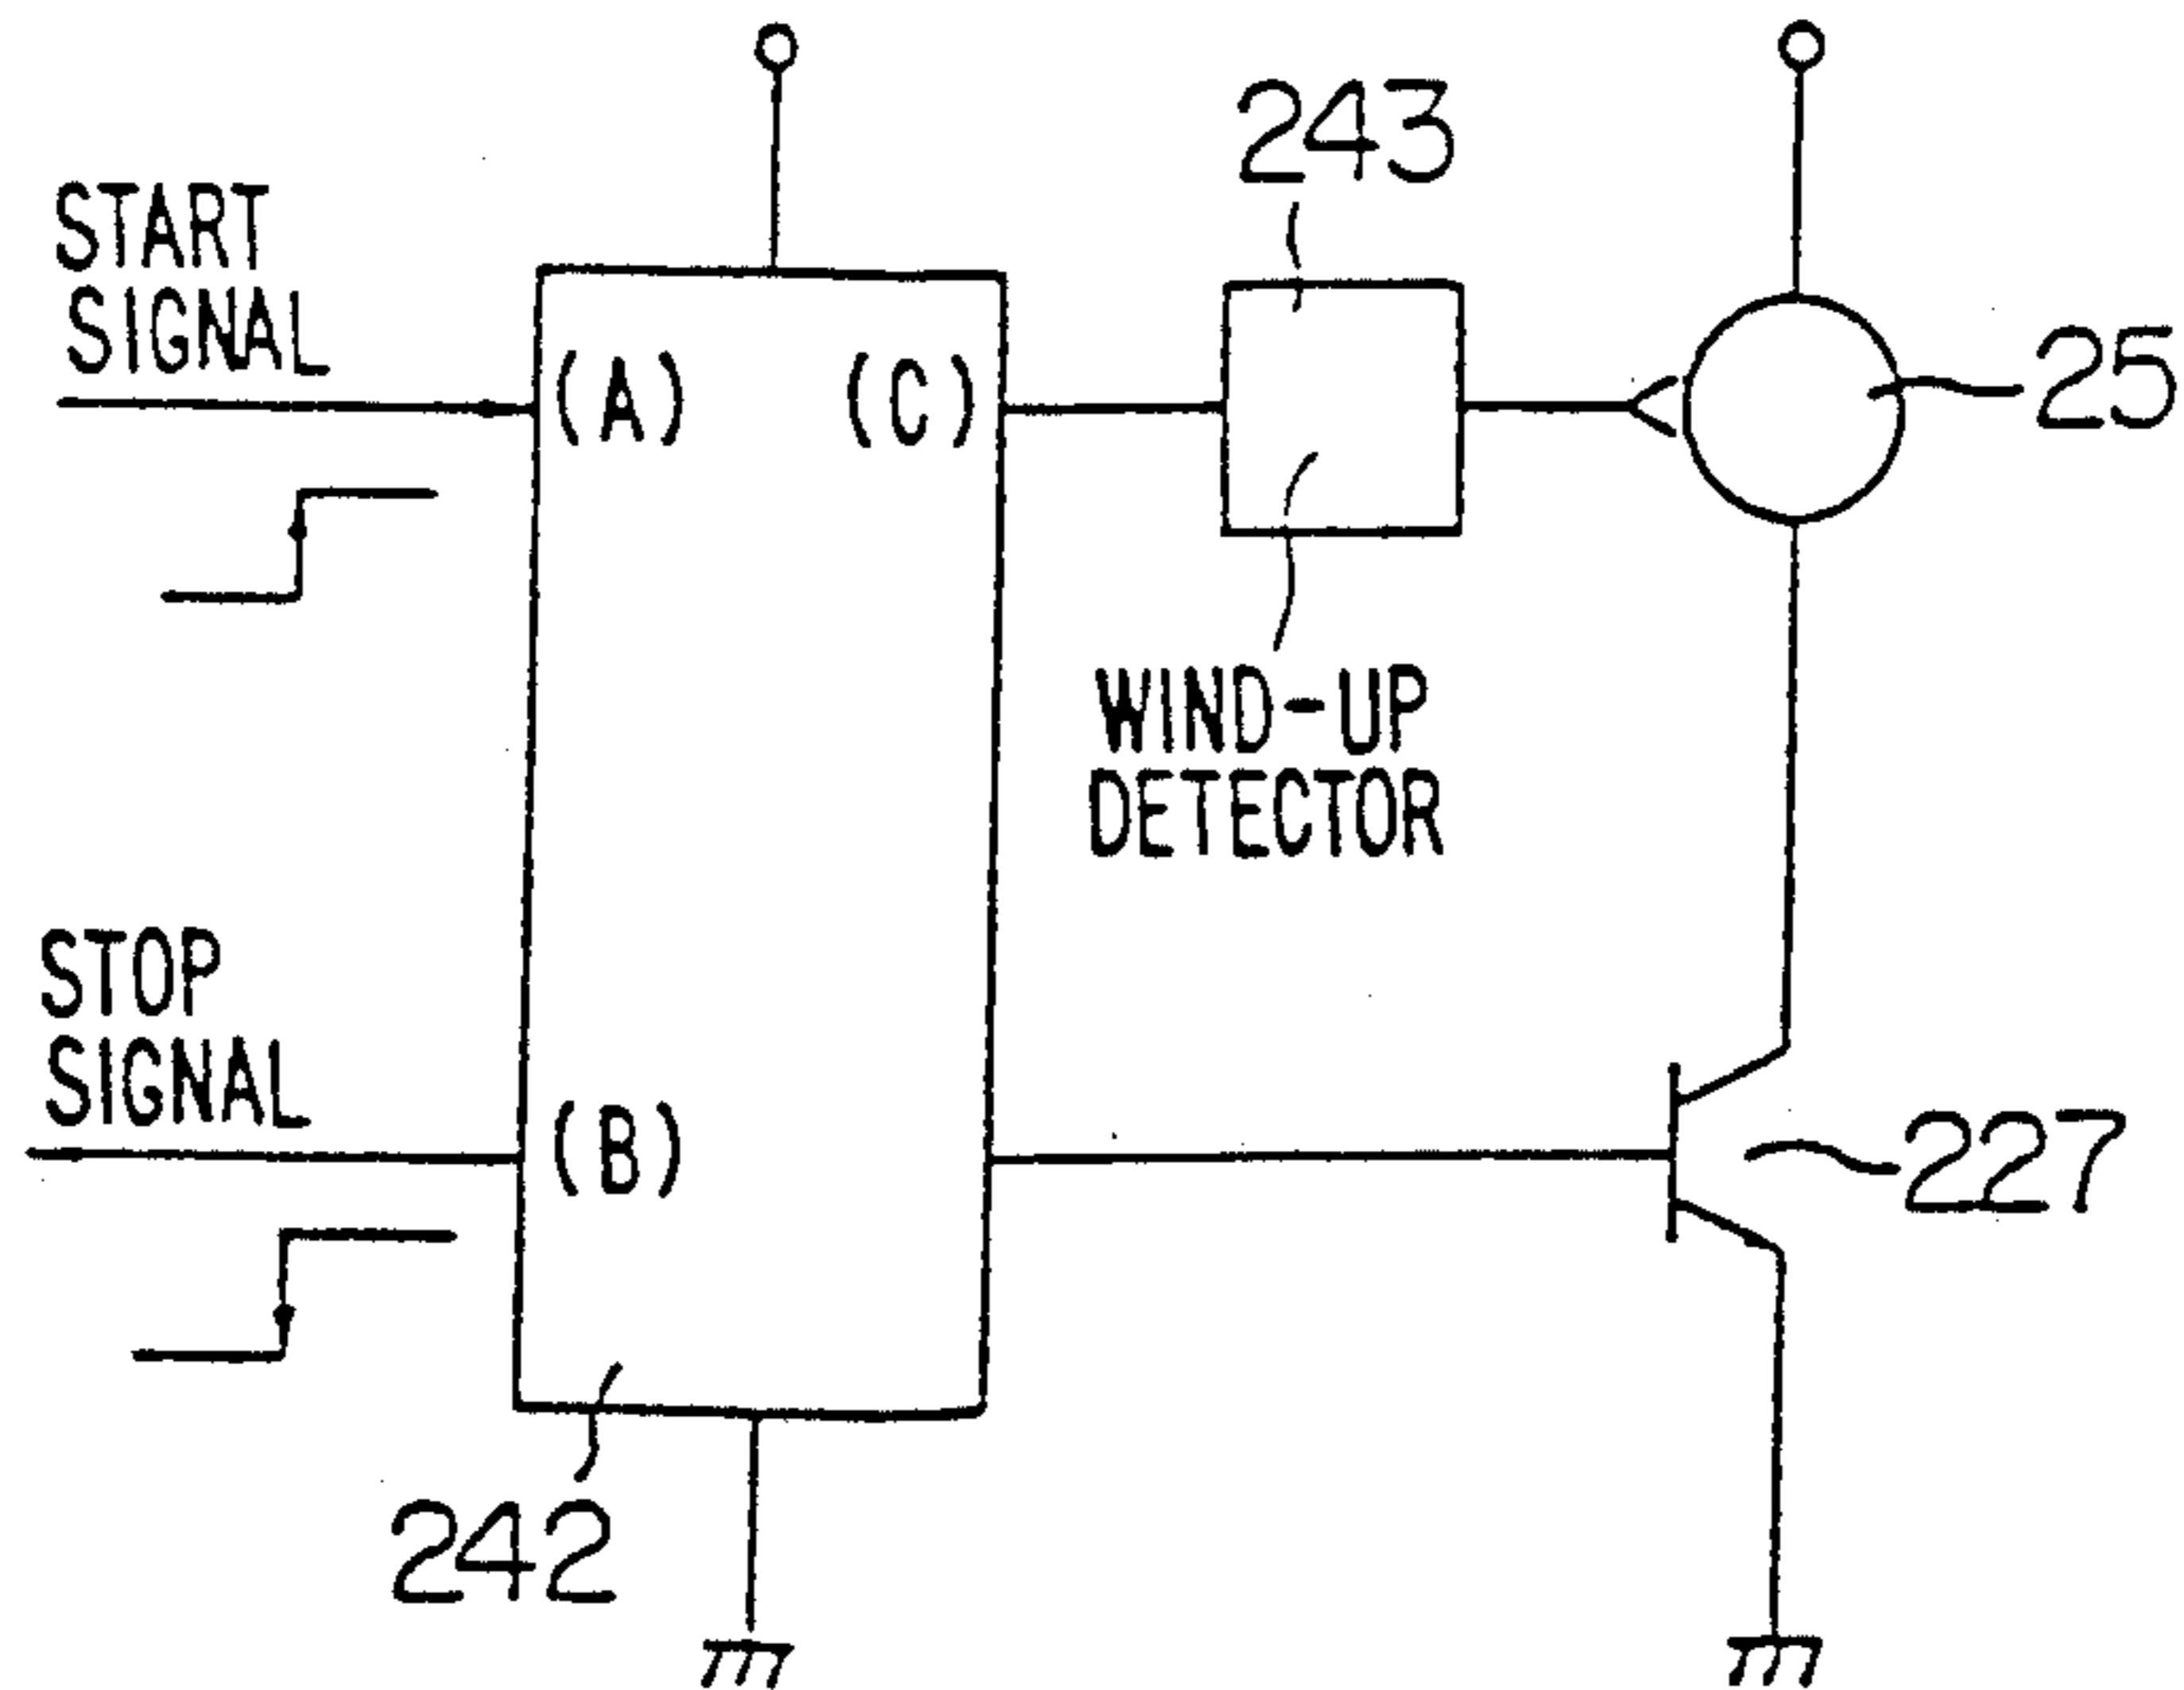 243
START
SIGNAL
25
(A)
(C)
WIND-UP
DETECTOR
STOP
SIGNAL
(B)
227
242